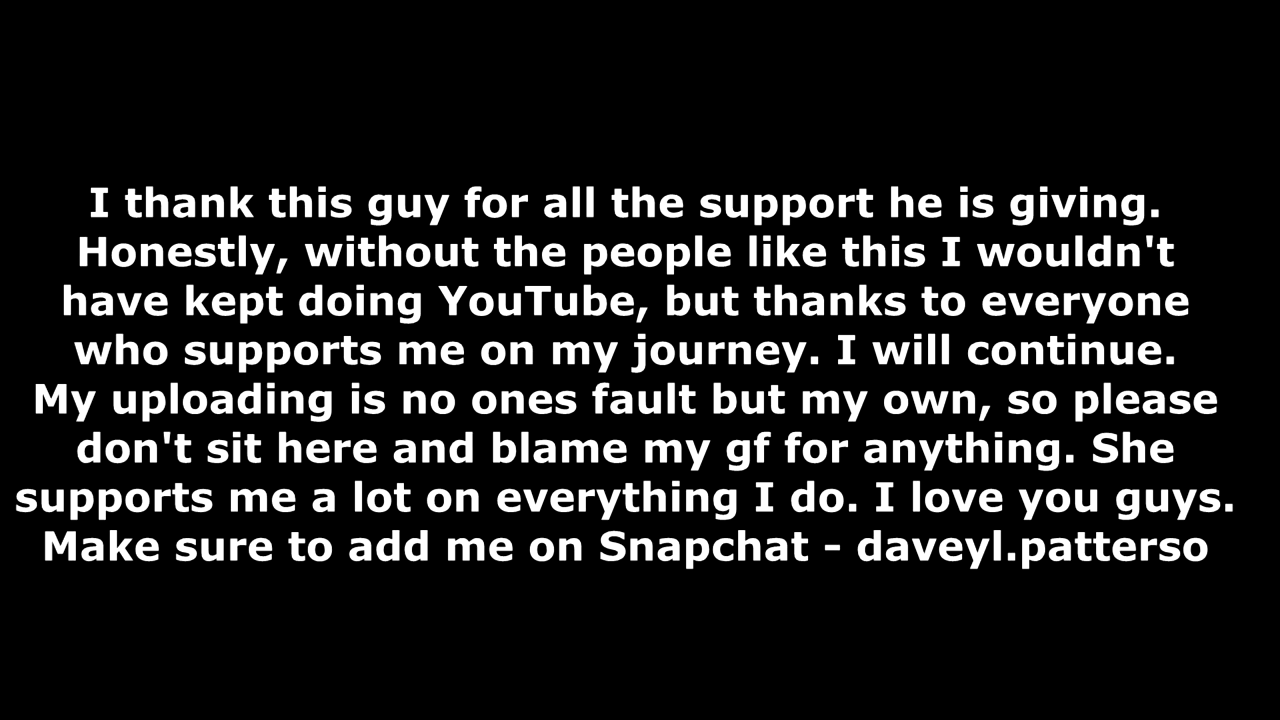 I thank this guy for all the support he is giving.
Honestly, without the people like this I wouldn't
have kept doing YouTube, but thanks to everyone
who supports me on my journey. I will continue.
My uploading is no ones fault but my own, so please
don't sit here and blame my gf for anything. She
supports me a lot on everything I do. I love you guys.
Make sure to add me on Snapchat - daveyl.patterso